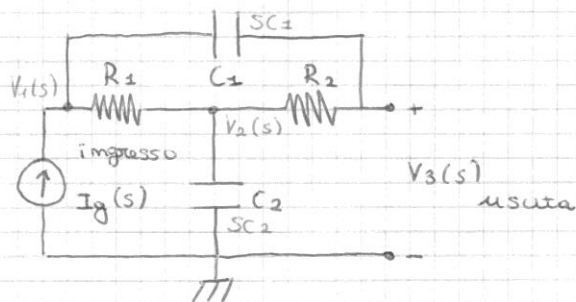 SC1
C1
V1(s) R1 R2
V2(s) +
ingresso
Ig(s) V3(s)
C2 uscita
SC2
-